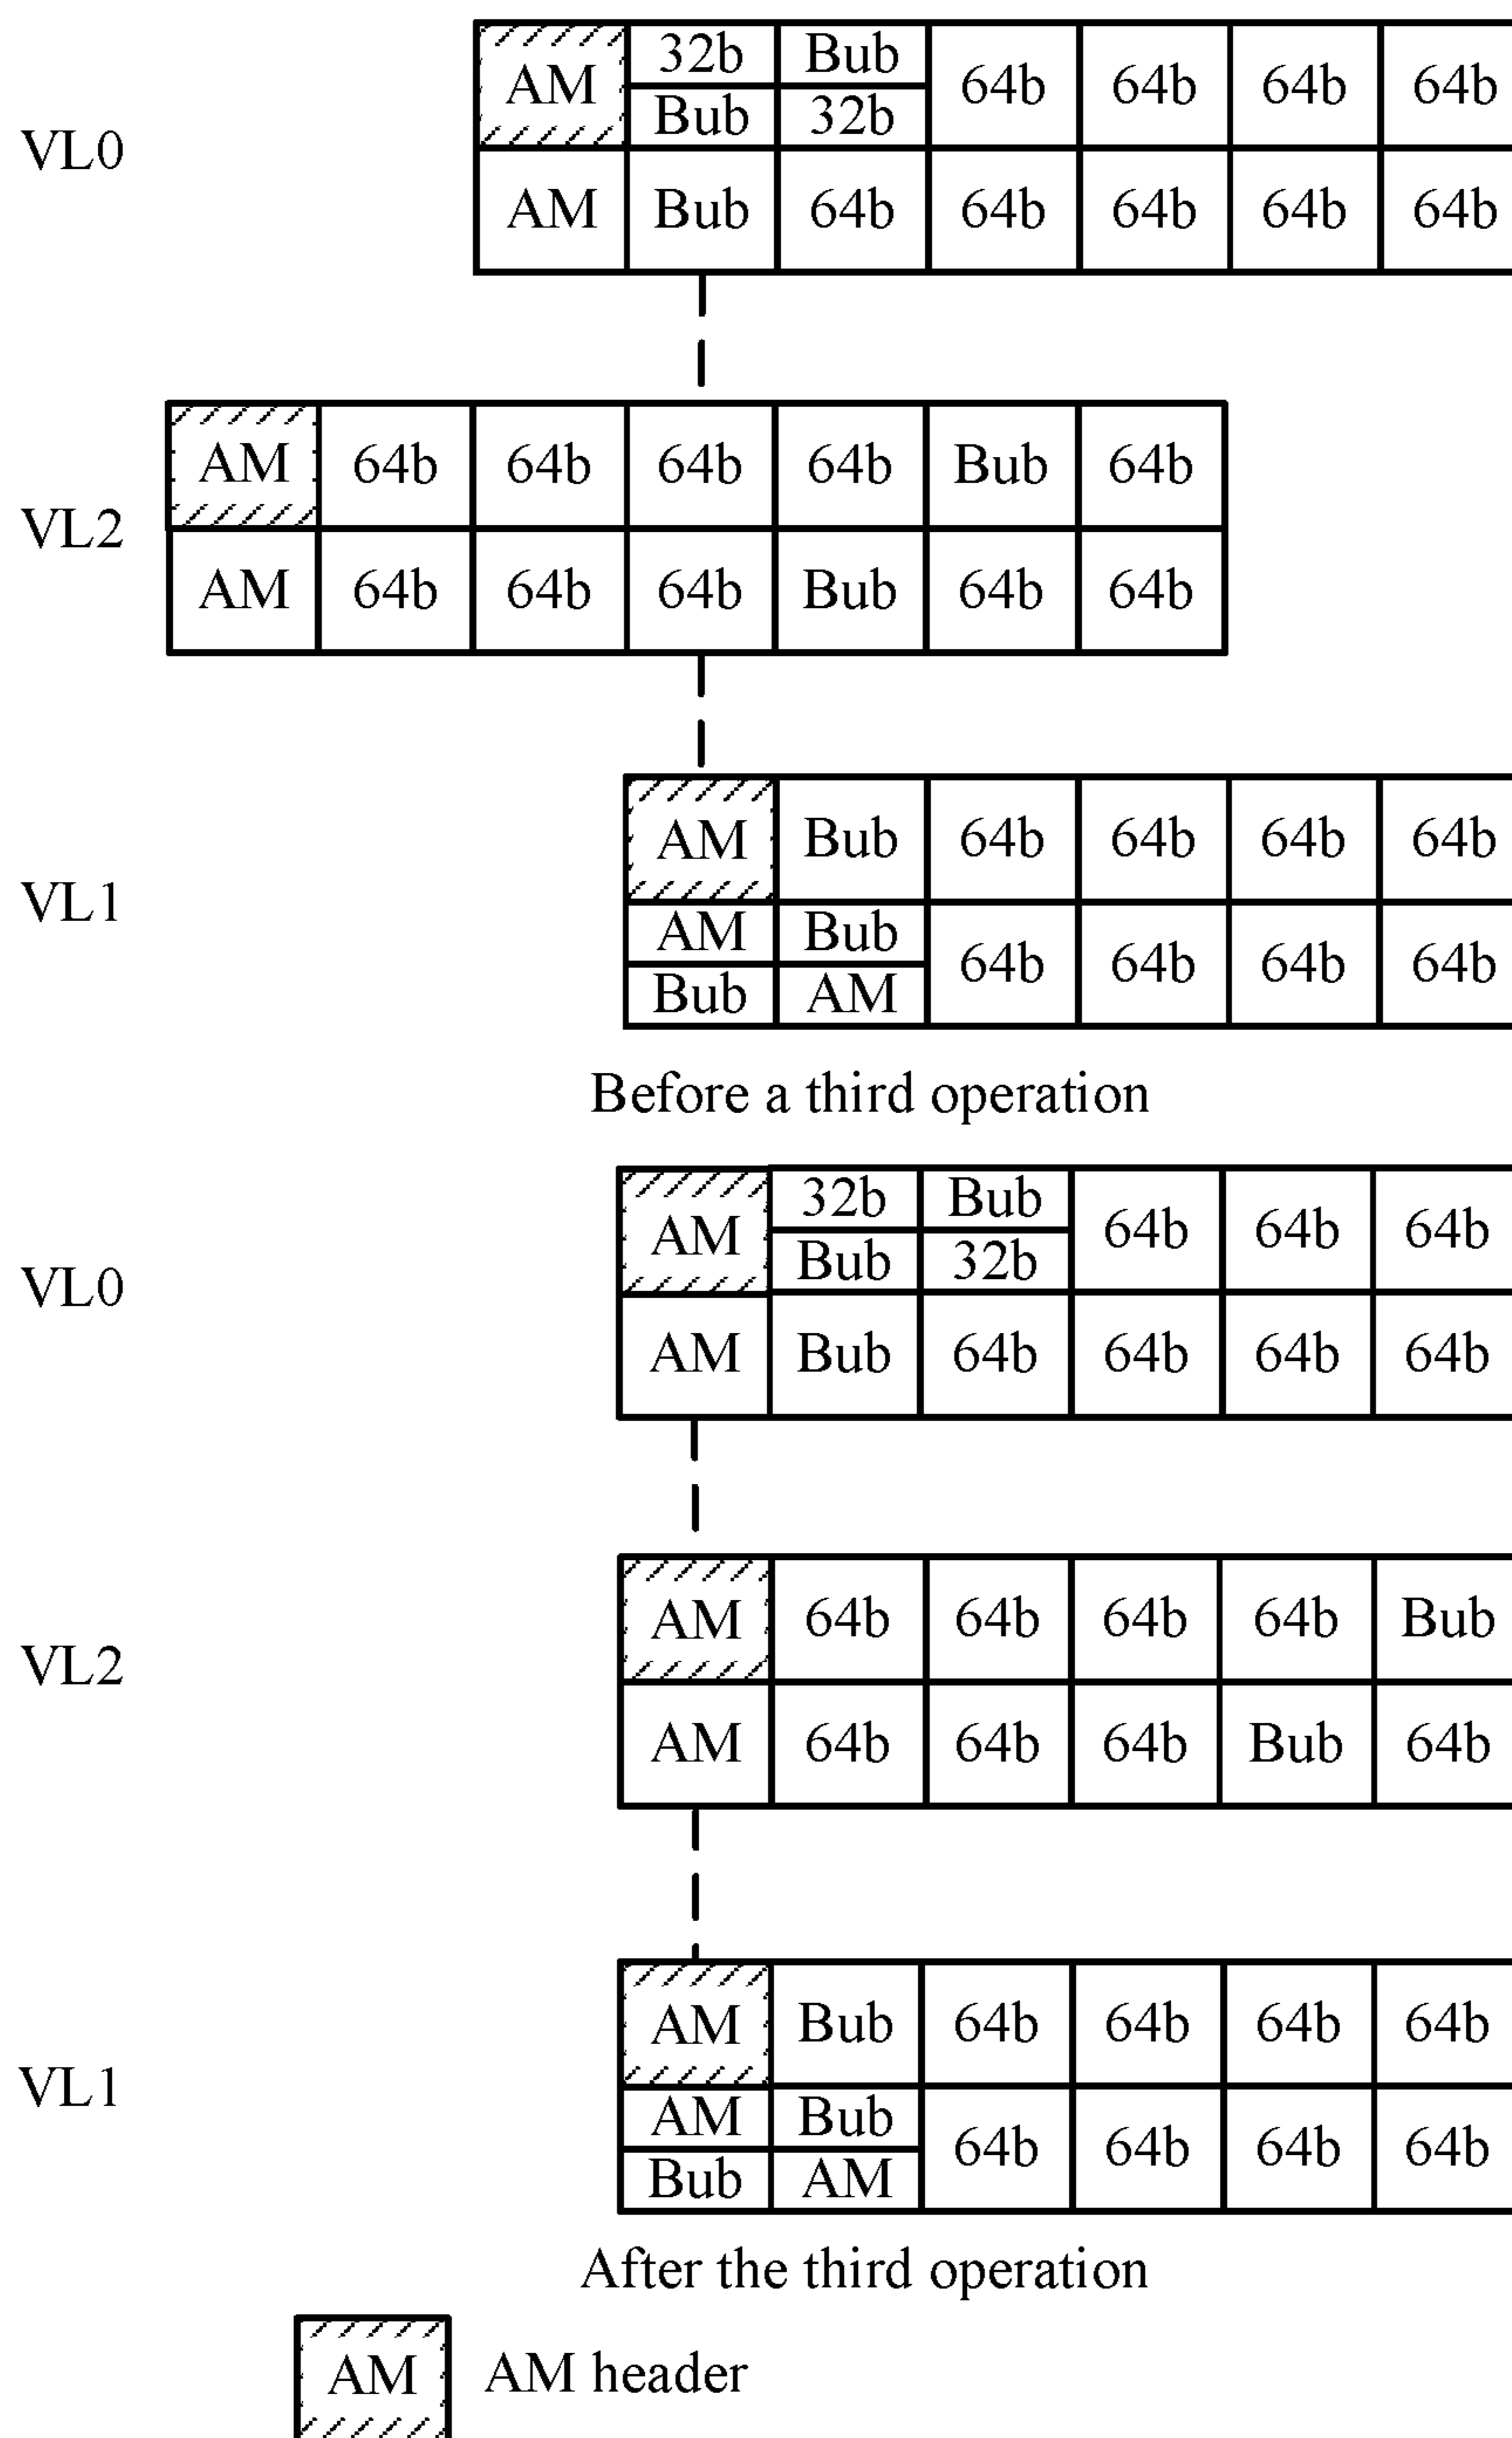 AM 32b Bub 64b 64b 64b 64b
Bub 32b
VL0
AM Bub 64b 64b 64b 64b 64b
AM 64b 64b 64b 64b Bub 64b
VL2
AM 64b 64b 64b Bub 64b 64b
AM Bub 64b 64b 64b 64b
VL1
AM Bub 64b 64b 64b 64b
Bub AM
Before a third operation
AM 32b Bub 64b 64b 64b
Bub 32b
VL0
AM Bub 64b 64b 64b 64b
AM 64b 64b 64b 64b Bub
VL2
AM 64b 64b 64b Bub 64b
AM Bub 64b 64b 64b 64b
VL1
AM Bub 64b 64b 64b 64b
Bub AM
After the third operation
AM AM header